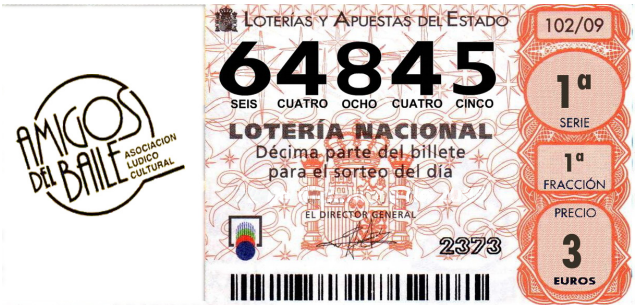 AMIGOS
DEL BAILE
ASOCIACION
LUDICO
CULTURAL
LOTERÍAS Y APUESTAS DEL ESTADO
64845
SEIS CUATRO OCHO CUATRO CINCO
LOTERÍA NACIONAL
Décima parte del billete
para el sorteo del día
EL DIRECTOR GENERAL
2373
102/09
1ª
SERIE
1ª
FRACCIÓN
PRECIO
3
EUROS